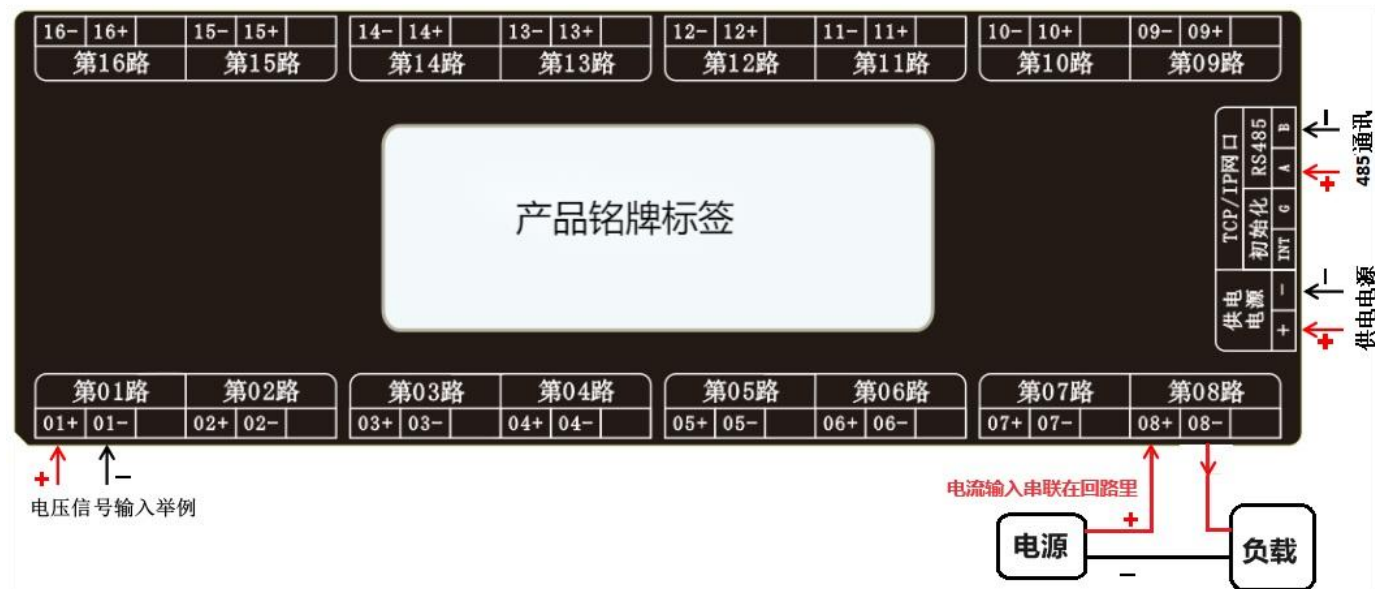 16- 16+ 15- 15+ 14- 14+ 13- 13+ 12- 12+ 11- 11+ 10- 10+ 09- 09+
第16路 第15路 第14路 第13路 第12路 第11路 第10路 第09路
产品铭牌标签
TCP/IP网口
RS485
B
A
初始化
G
INT
供电
电源
-
+
-
+
485通讯
-
+
供电电源
第01路 第02路 第03路 第04路 第05路 第06路 第07路 第08路
01+ 01- 02+ 02- 03+ 03- 04+ 04- 05+ 05- 06+ 06- 07+ 07- 08+ 08-
+ -
电压信号输入举例
电流输入串联在回路里
+
电源
负载
-